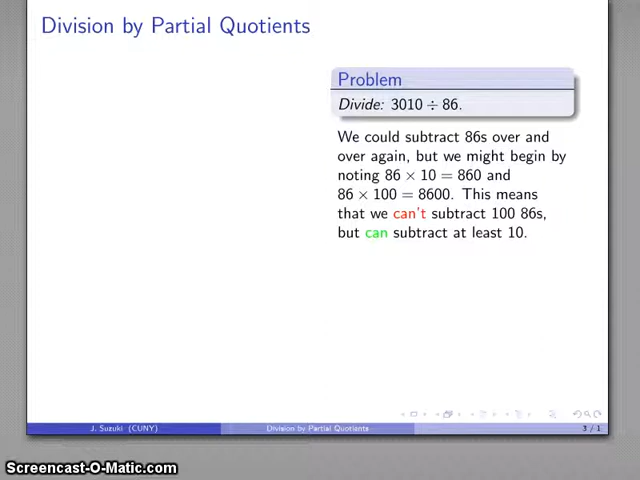 Division by Partial Quotients
Problem
Divide: 3010 ÷ 86.
We could subtract 86s over and
over again, but we might begin by
noting 86 × 10 = 860 and
86 × 100 = 8600. This means
that we can't subtract 100 86s,
but can subtract at least 10.
J. Suzuki (CUNY)
Division by Partial Quotients
3 / 1
Screencast-O-Matic.com